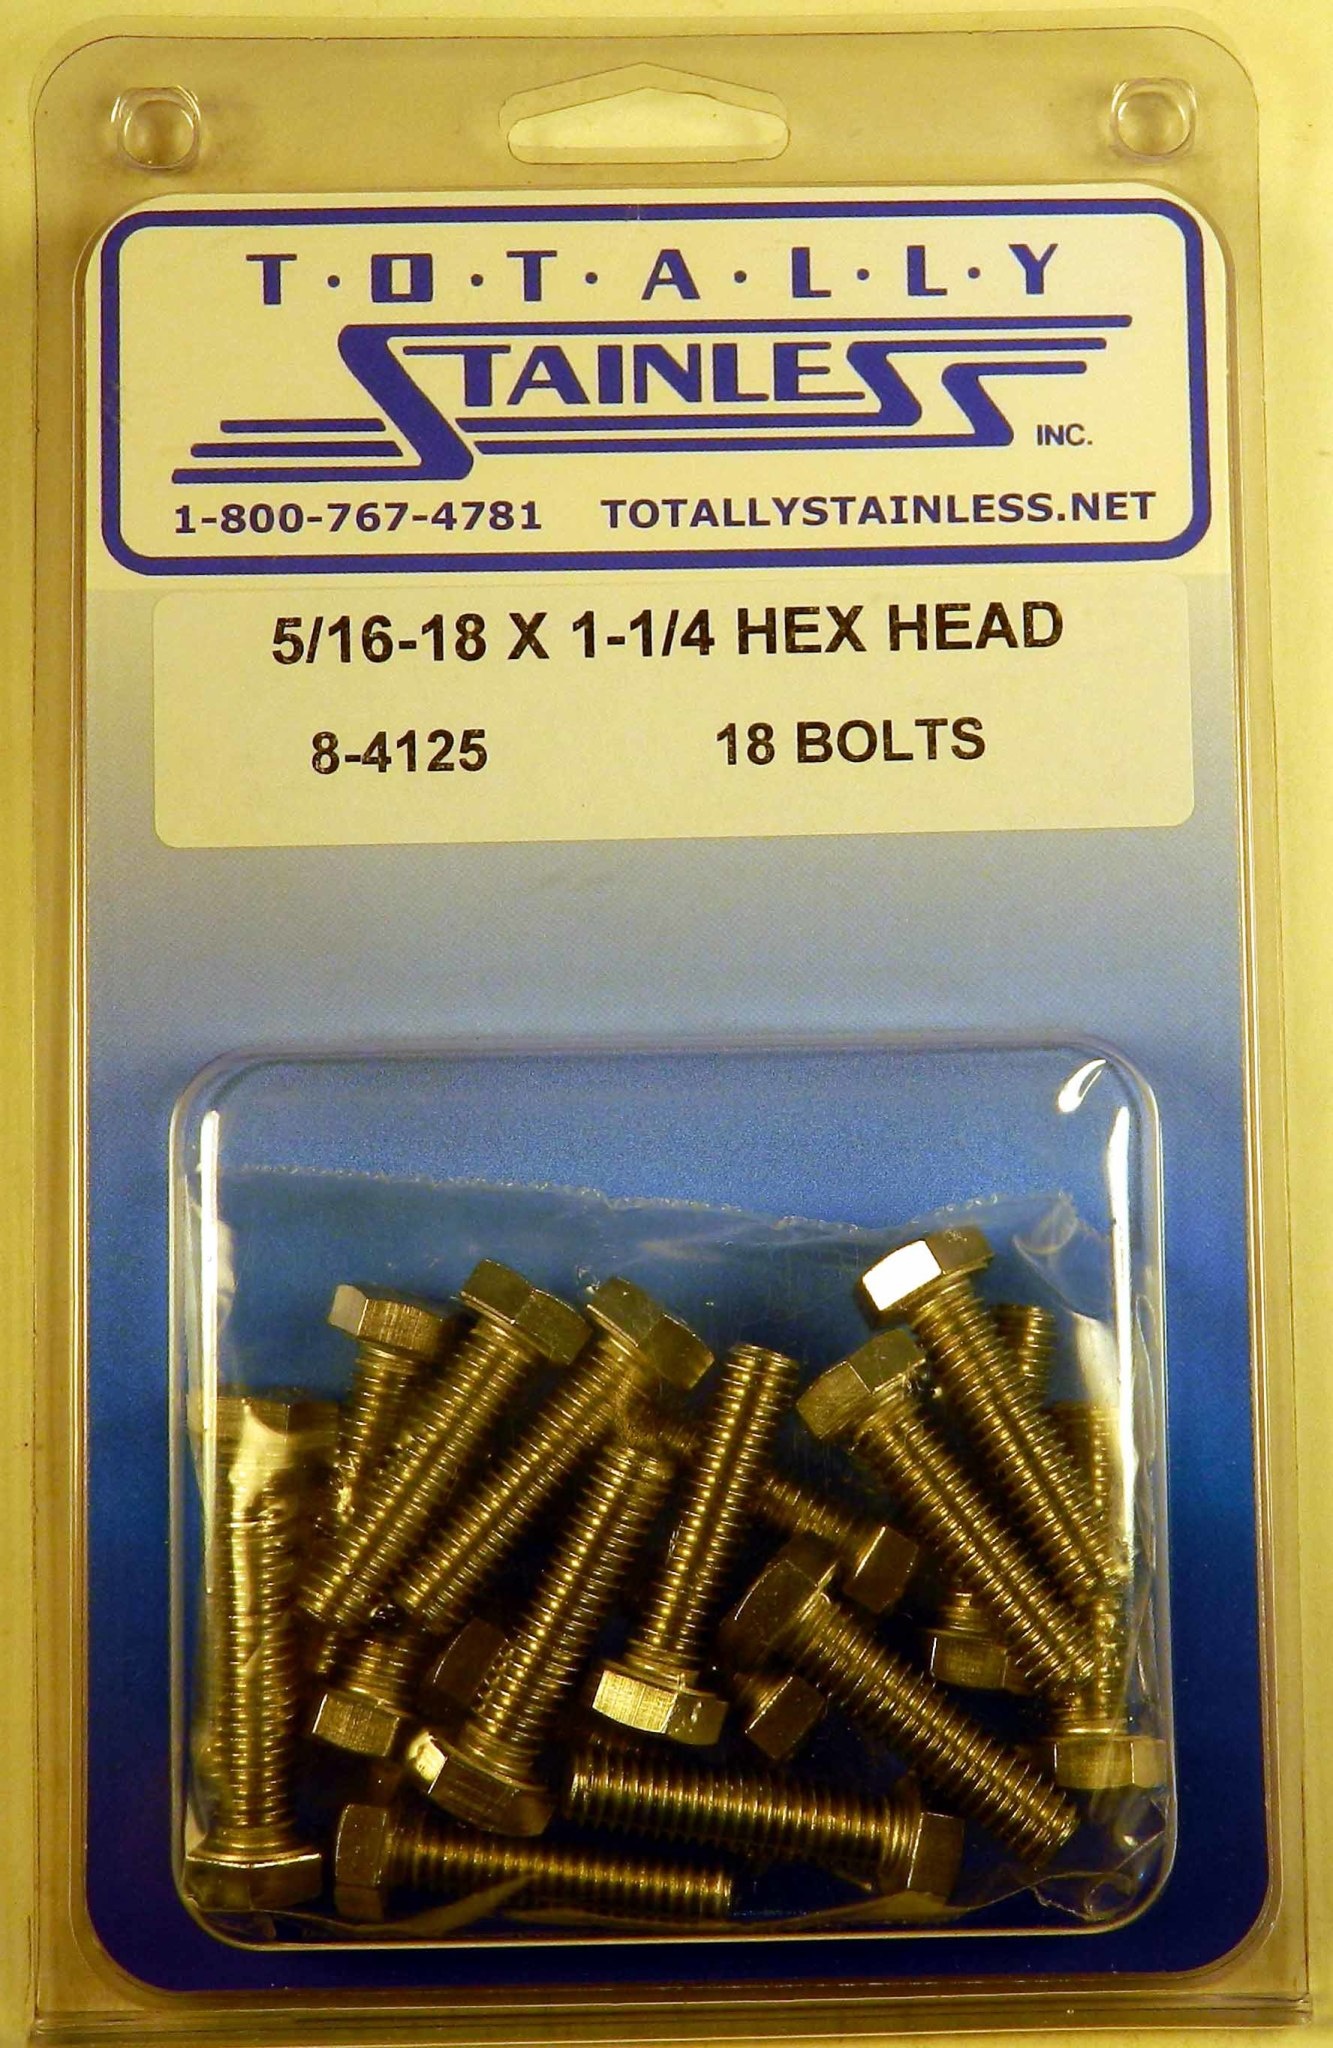 T·O·T·A·L·L·Y
STAINLESS INC.
1-800-767-4781 TOTALLYSTAINLESS.NET
5/16-18 X 1-1/4 HEX HEAD
8-4125 18 BOLTS